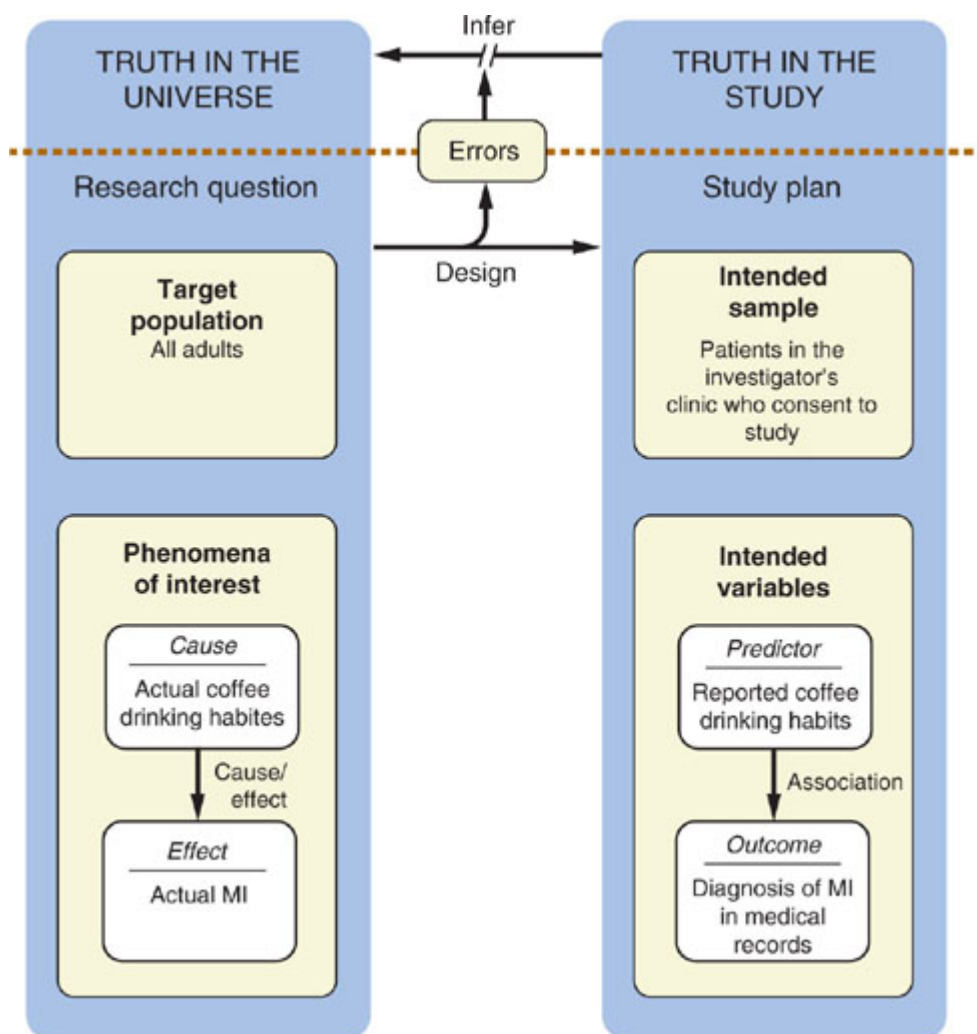 Infer
TRUTH IN THE
UNIVERSE
TRUTH IN THE
STUDY
Errors
Research question
Study plan
Design
Target
population
All adults
Intended
sample
Patients in the
investigator's
clinic who consent to
study
Phenomena
of interest
Cause
Actual coffee
drinking habites
Cause/
effect
Effect
Actual MI
Intended
variables
Predictor
Reported coffee
drinking habits
Association
Outcome
Diagnosis of MI
in medical
records